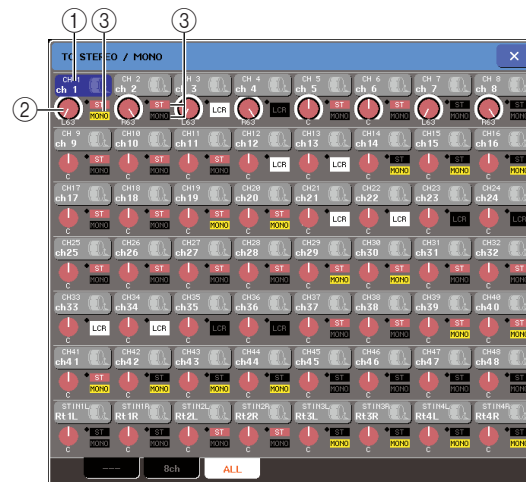 ① ③ ③
TO STEREO / MONO ×
CH 1 CH 2 CH 3 CH 4 CH 5 CH 6 CH 7 CH 8
ch 1 ch 2 ch 3 ch 4 ch 5 ch 6 ch 7 ch 8
② ST ST LCR LCR ST ST ST ST
MONO MONO MONO MONO MONO MONO
L63 R63 L63 R63 C C L63 R63
CH 9 CH10 CH11 CH12 CH13 CH14 CH15 CH16
ch 9 ch10 ch11 ch12 ch13 ch14 ch15 ch16
ST ST ST LCR LCR ST ST ST
MONO MONO MONO MONO MONO MONO
C C C C C C C C
CH17 CH18 CH19 CH20 CH21 CH22 CH23 CH24
ch17 ch18 ch19 ch20 ch21 ch22 ch23 ch24
ST ST ST ST LCR LCR LCR LCR
MONO MONO MONO MONO
C C C C C C C C
CH25 CH26 CH27 CH28 CH29 CH30 CH31 CH32
ch25 ch26 ch27 ch28 ch29 ch30 ch31 ch32
ST ST ST ST ST ST ST ST
MONO MONO MONO MONO MONO MONO MONO MONO
C C C C C C C C
CH33 CH34 CH35 CH36 CH37 CH38 CH39 CH40
ch33 ch34 ch35 ch36 ch37 ch38 ch39 ch40
LCR LCR LCR LCR ST ST ST ST
MONO MONO MONO MONO
C C C C C C C C
CH41 CH42 CH43 CH44 CH45 CH46 CH47 CH48
ch41 ch42 ch43 ch44 ch45 ch46 ch47 ch48
ST ST ST ST ST ST ST ST
MONO MONO MONO MONO MONO MONO MONO MONO
C C C C C C C C
STIN1L STIN1R STIN2L STIN2R STIN3L STIN3R STIN4L STIN4R
Rt1L Rt1R Rt2L Rt2R Rt3L Rt3R Rt4L Rt4R
ST ST ST ST ST ST ST ST
MONO MONO MONO MONO MONO MONO MONO MONO
C C C C C C C C
--- 8ch ALL